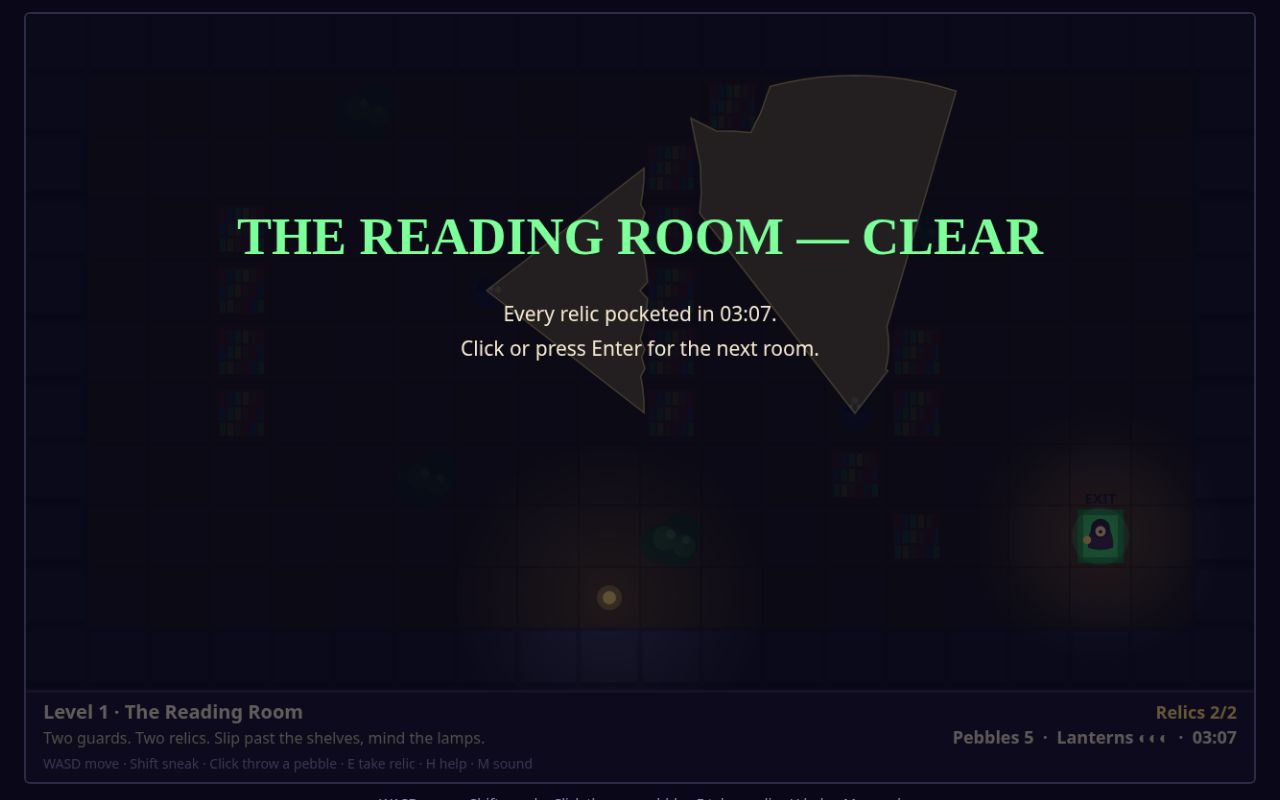 THE READING ROOM — CLEAR
Every relic pocketed in 03:07.
Click or press Enter for the next room.
EXIT
Level 1 · The Reading Room
Relics 2/2
Two guards. Two relics. Slip past the shelves, mind the lamps.
Pebbles 5 · Lanterns · 03:07
WASD move · Shift sneak · Click throw a pebble · E take relic · H help · M sound